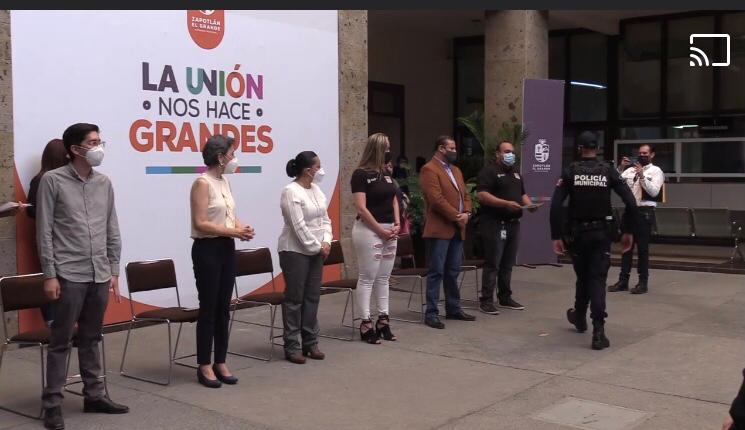 ZAPOTLÁN
EL GRANDE
LA UNIÓN
• NOS HACE •
GRANDES
POLICÍA
MUNICIPAL